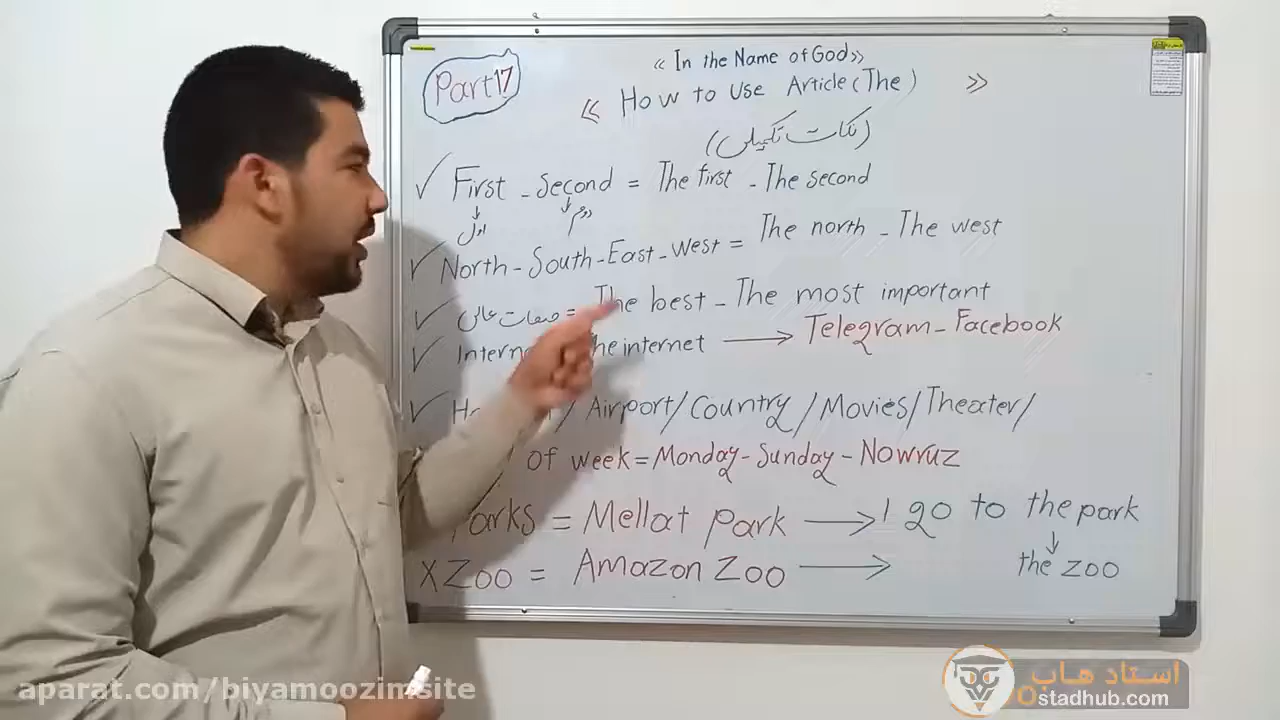 Part 17
« In the Name of God»
« How to Use Article (The) »
(نکات تکمیلی)
✓ First - Second = The first - The second
اول دوم
✓ North - South - East - West = The north - The west
✓ صفات عالی = The best - The most important
✓ The internet → Telegram - Facebook
✓ / Airport / Country / Movies / Theater /
of week = Monday - Sunday - Nowruz
Parks = Mellat park → I go to the park
X Zoo = Amazon Zoo → the zoo
aparat.com/biyamoozimsite
استاد هاب
stadhub.com